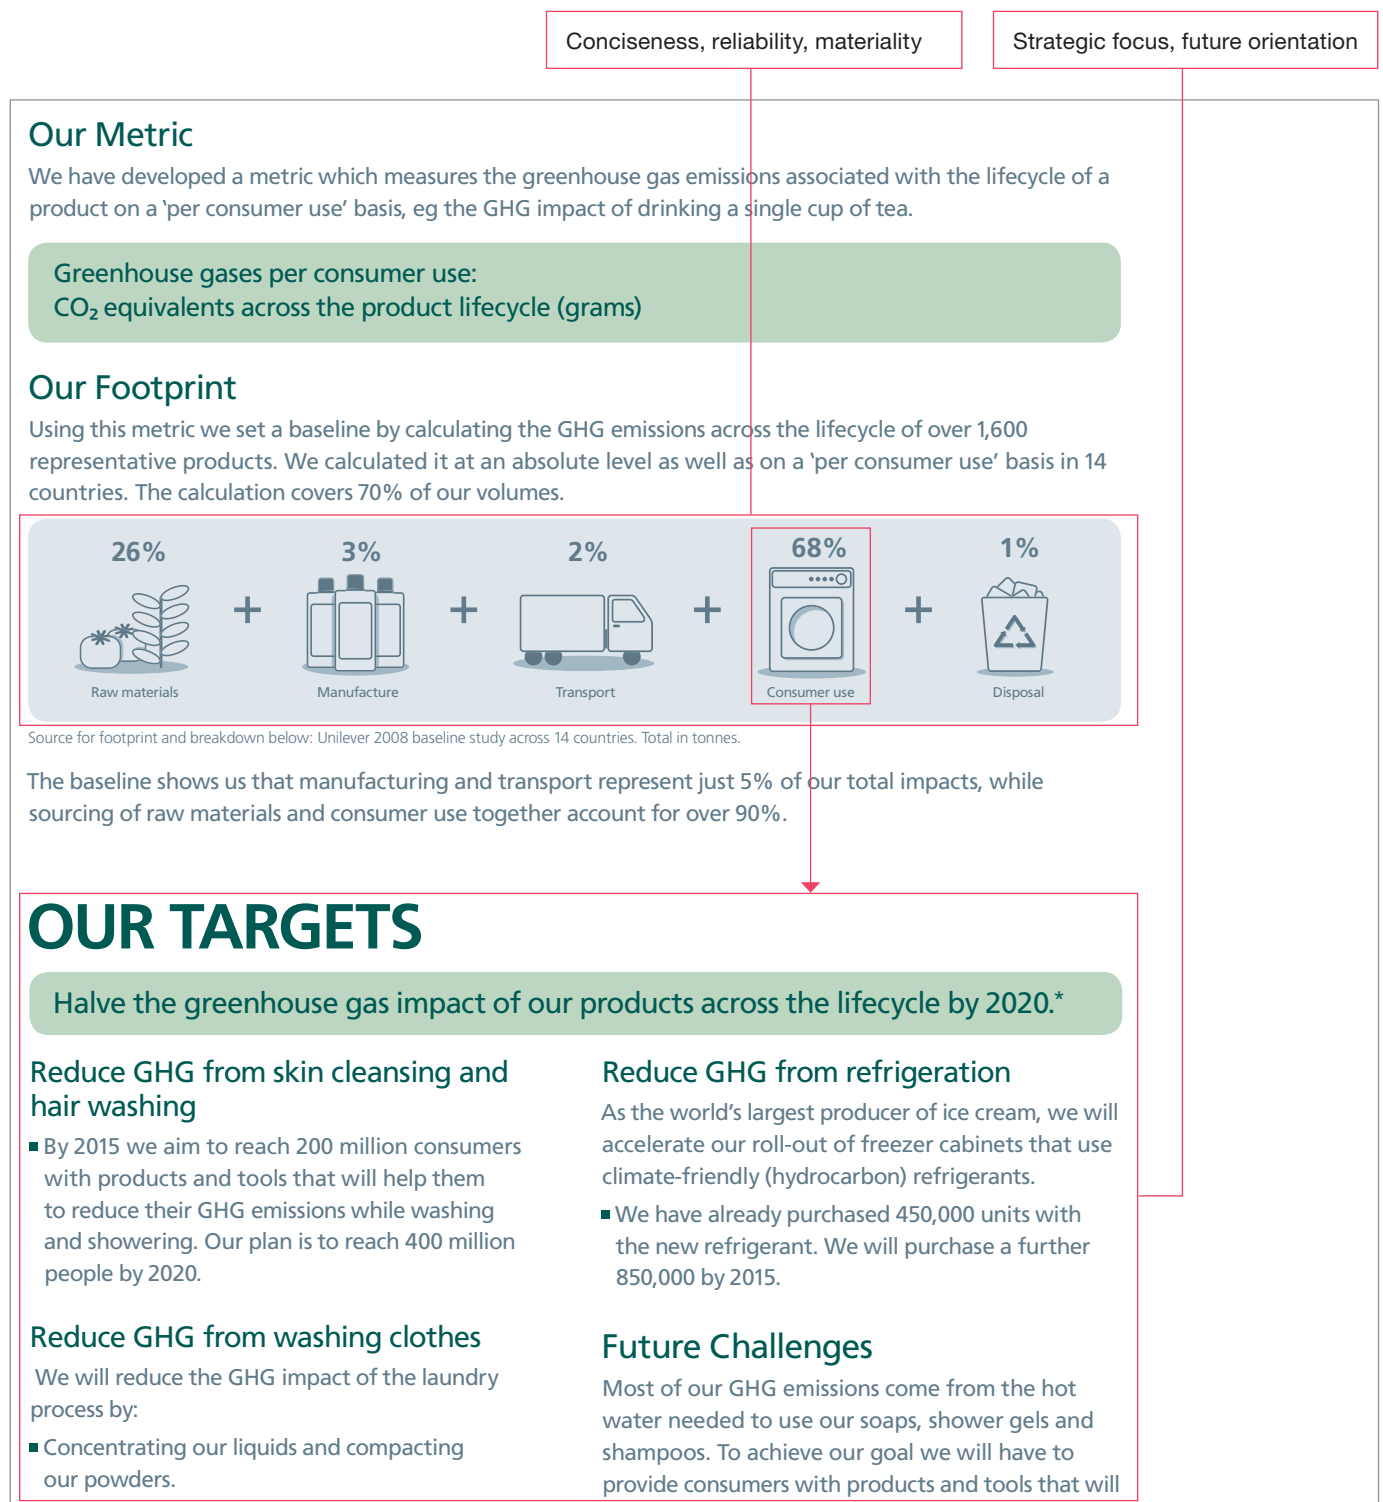 Conciseness, reliability, materiality
Strategic focus, future orientation
Our Metric
We have developed a metric which measures the greenhouse gas emissions associated with the lifecycle of a
product on a ‘per consumer use’ basis, eg the GHG impact of drinking a single cup of tea.
Greenhouse gases per consumer use:
CO₂ equivalents across the product lifecycle (grams)
Our Footprint
Using this metric we set a baseline by calculating the GHG emissions across the lifecycle of over 1,600
representative products. We calculated it at an absolute level as well as on a ‘per consumer use’ basis in 14
countries. The calculation covers 70% of our volumes.
26%
+
3%
+
2%
+
68%
+
1%
Raw materials
Manufacture
Transport
Consumer use
Disposal
Source for footprint and breakdown below: Unilever 2008 baseline study across 14 countries. Total in tonnes.
The baseline shows us that manufacturing and transport represent just 5% of our total impacts, while
sourcing of raw materials and consumer use together account for over 90%.
OUR TARGETS
Halve the greenhouse gas impact of our products across the lifecycle by 2020.*
Reduce GHG from skin cleansing and
hair washing
■ By 2015 we aim to reach 200 million consumers
with products and tools that will help them
to reduce their GHG emissions while washing
and showering. Our plan is to reach 400 million
people by 2020.
Reduce GHG from washing clothes
We will reduce the GHG impact of the laundry
process by:
■ Concentrating our liquids and compacting
our powders.
Reduce GHG from refrigeration
As the world’s largest producer of ice cream, we will
accelerate our roll-out of freezer cabinets that use
climate-friendly (hydrocarbon) refrigerants.
■ We have already purchased 450,000 units with
the new refrigerant. We will purchase a further
850,000 by 2015.
Future Challenges
Most of our GHG emissions come from the hot
water needed to use our soaps, shower gels and
shampoos. To achieve our goal we will have to
provide consumers with products and tools that will